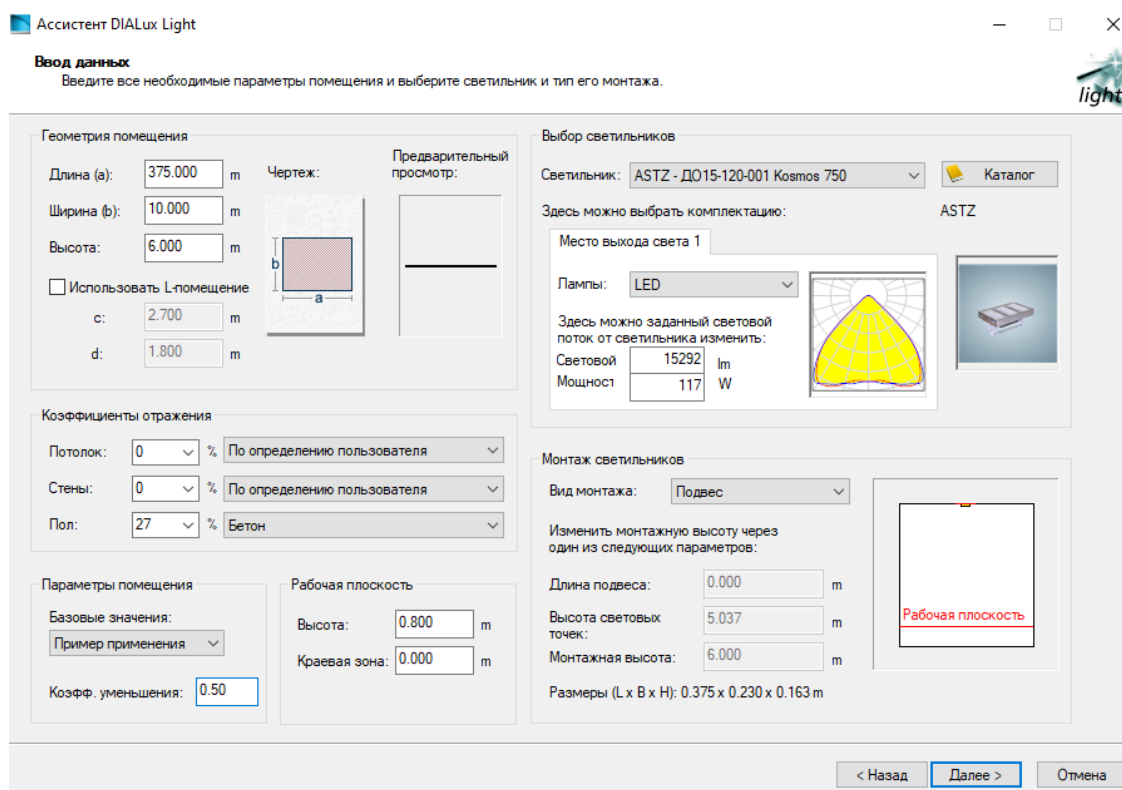 Ассистент DIALux Light
Ввод данных
Введите все необходимые параметры помещения и выберите светильник и тип его монтажа.
light
Геометрия помещения
Длина (a): 375.000 m
Ширина (b): 10.000 m
Высота: 6.000 m
Использовать L-помещение
c: 2.700 m
d: 1.800 m
Чертеж:
b
a
Предварительный
просмотр:
Коэффициенты отражения
Потолок: 0 % По определению пользователя
Стены: 0 % По определению пользователя
Пол: 27 % Бетон
Параметры помещения
Базовые значения:
Пример применения
Коэфф. уменьшения: 0.50
Рабочая плоскость
Высота: 0.800 m
Краевая зона: 0.000 m
Выбор светильников
Светильник: ASTZ - ДО15-120-001 Kosmos 750 Каталог
Здесь можно выбрать комплектацию: ASTZ
Место выхода света 1
Лампы: LED
Здесь можно заданный световой
поток от светильника изменить:
Световой 15292 lm
Мощност 117 W
Монтаж светильников
Вид монтажа: Подвес
Изменить монтажную высоту через
один из следующих параметров:
Длина подвеса: 0.000 m
Высота световых
точек: 5.037 m
Монтажная высота: 6.000 m
Размеры (L x B x H): 0.375 x 0.230 x 0.163 m
Рабочая плоскость
< Назад Далее > Отмена